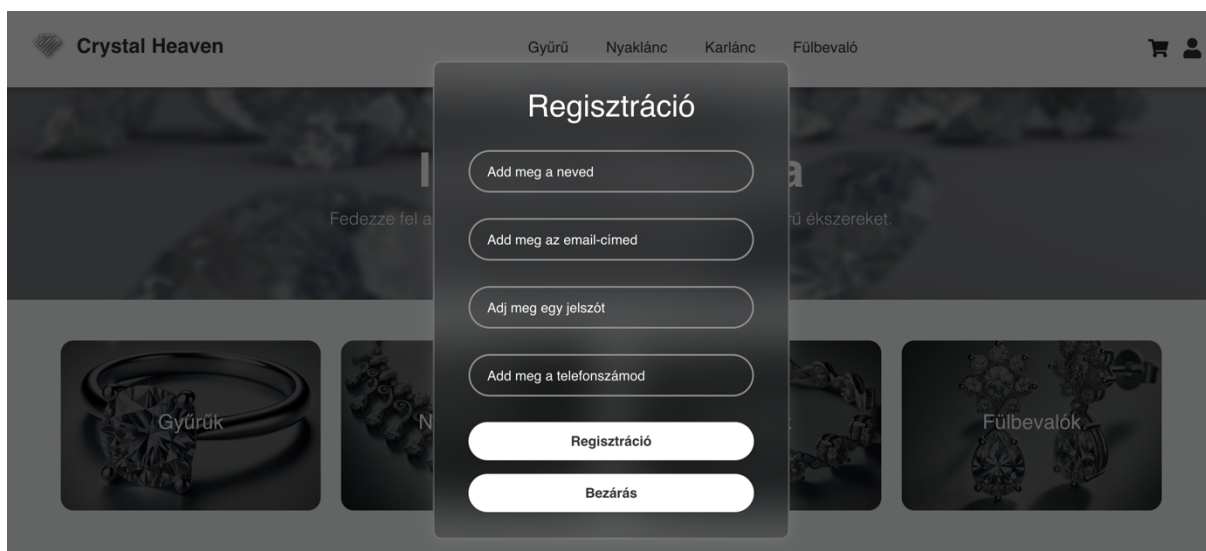 Crystal Heaven
Gyűrű Nyaklánc Karlánc Fülbevaló
Regisztráció
Add meg a neved
Fedezze fel a
ékszereket.
Add meg az email-címed
Adj meg egy jelszót
Add meg a telefonszámod
Gyűrűk
Fülbevalók
Regisztráció
Bezárás